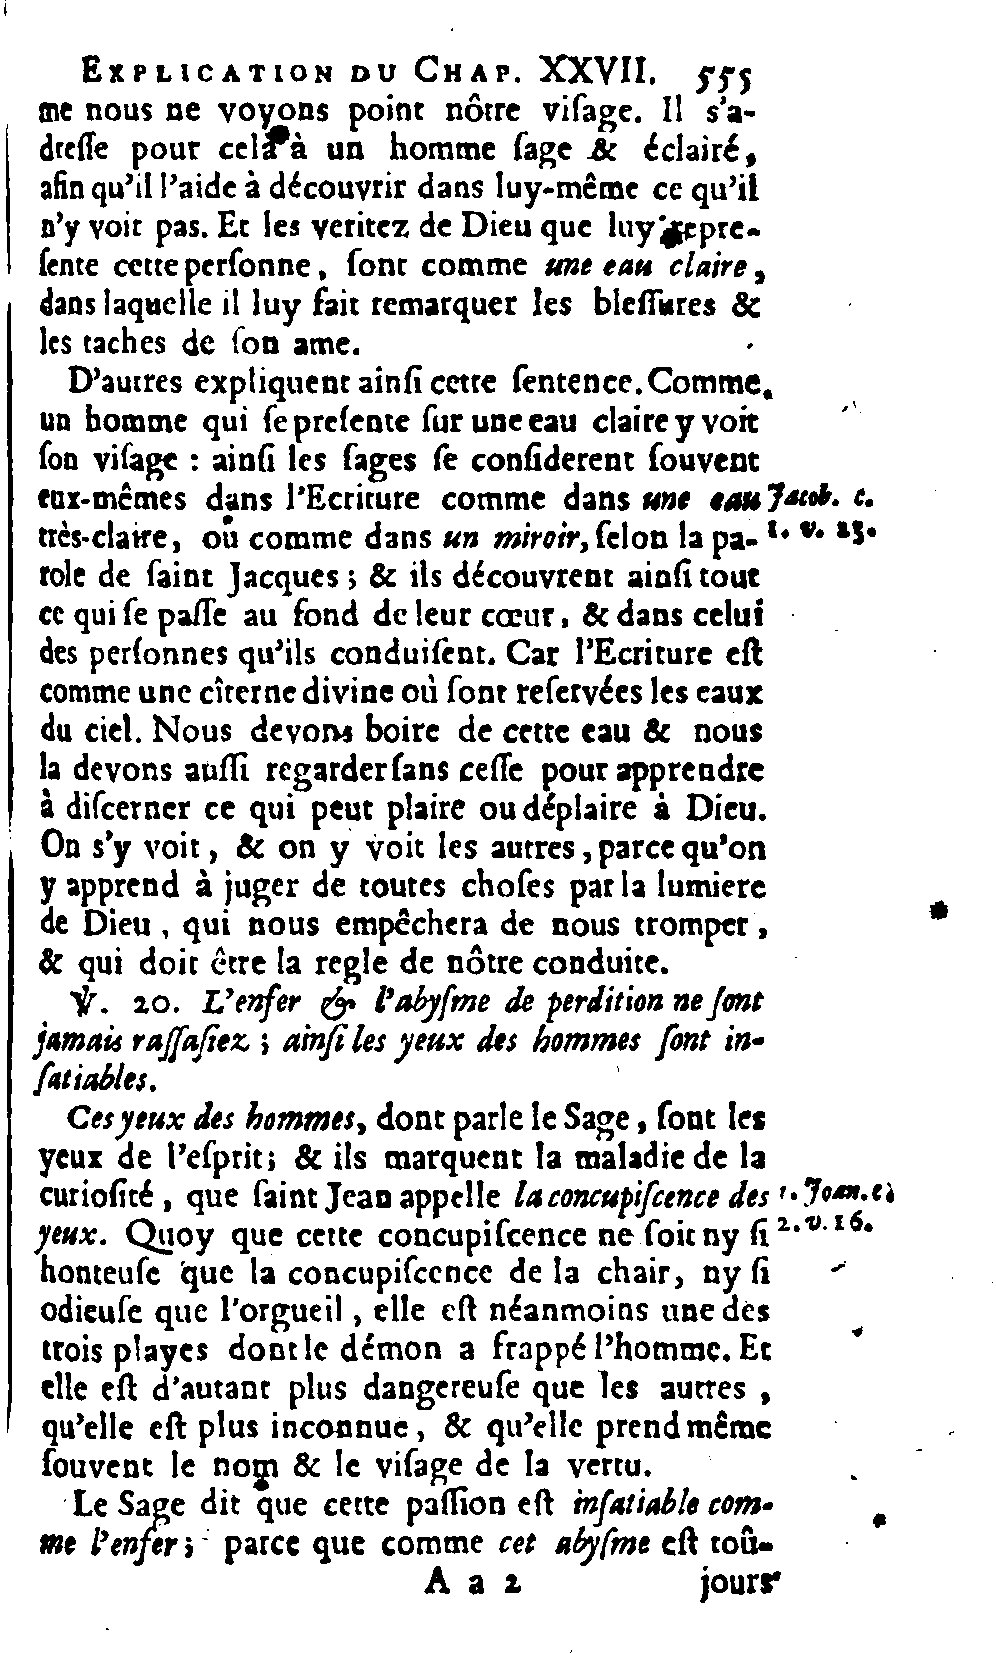 EXPLICATION DU CHAP. XXVII. 555
me nous ne voyons point nôtre viſage. Il s'a-
dreſſe pour cela à un homme ſage & éclairé,
afin qu'il l'aide à découvrir dans luy-même ce qu'il
n'y voit pas. Et les veritez de Dieu que luy repre-
ſente cette perſonne, ſont comme une eau claire,
dans laquelle il luy fait remarquer les bleſſures &
les taches de ſon ame.
D'autres expliquent ainſi cette ſentence. Comme
un homme qui ſe preſente ſur une eau claire y voit
ſon viſage : ainſi les ſages ſe conſiderent ſouvent
eux-mêmes dans l'Ecriture comme dans une eau
très-claire, où comme dans un miroir, ſelon la pa-
role de ſaint Jacques ; & ils découvrent ainſi tout
ce qui ſe paſſe au fond de leur cœur, & dans celui
des perſonnes qu'ils conduiſent. Car l'Ecriture eſt
comme une cîterne divine où ſont reſervées les eaux
du ciel. Nous devons boire de cette eau & nous
la devons auſſi regarder ſans ceſſe pour apprendre
à diſcerner ce qui peut plaire ou déplaire à Dieu.
On s'y voit, & on y voit les autres, parce qu'on
y apprend à juger de toutes choſes par la lumiere
de Dieu, qui nous empêchera de nous tromper,
& qui doit être la regle de nôtre conduite.
℣. 20. L'enfer & l'abyſme de perdition ne ſont
jamais raſſaſiez ; ainſi les yeux des hommes ſont in-
ſatiables.
Ces yeux des hommes, dont parle le Sage, ſont les
yeux de l'eſprit; & ils marquent la maladie de la
curioſité, que ſaint Jean appelle la concupiſcence des
yeux. Quoy que cette concupiſcence ne ſoit ny ſi
honteuſe que la concupiſcence de la chair, ny ſi
odieuſe que l'orgueil, elle eſt néanmoins une des
trois playes dont le démon a frappé l'homme. Et
elle eſt d'autant plus dangereuſe que les autres,
qu'elle eſt plus inconnue, & qu'elle prend même
ſouvent le nom & le viſage de la vertu.
Le Sage dit que cette paſſion eſt inſatiable com-
me l'enfer; parce que comme cet abyſme eſt toû-
A a 2 jours
Jacob. c.
1. v. 23.
1. Joan. c.
2. v. 16.